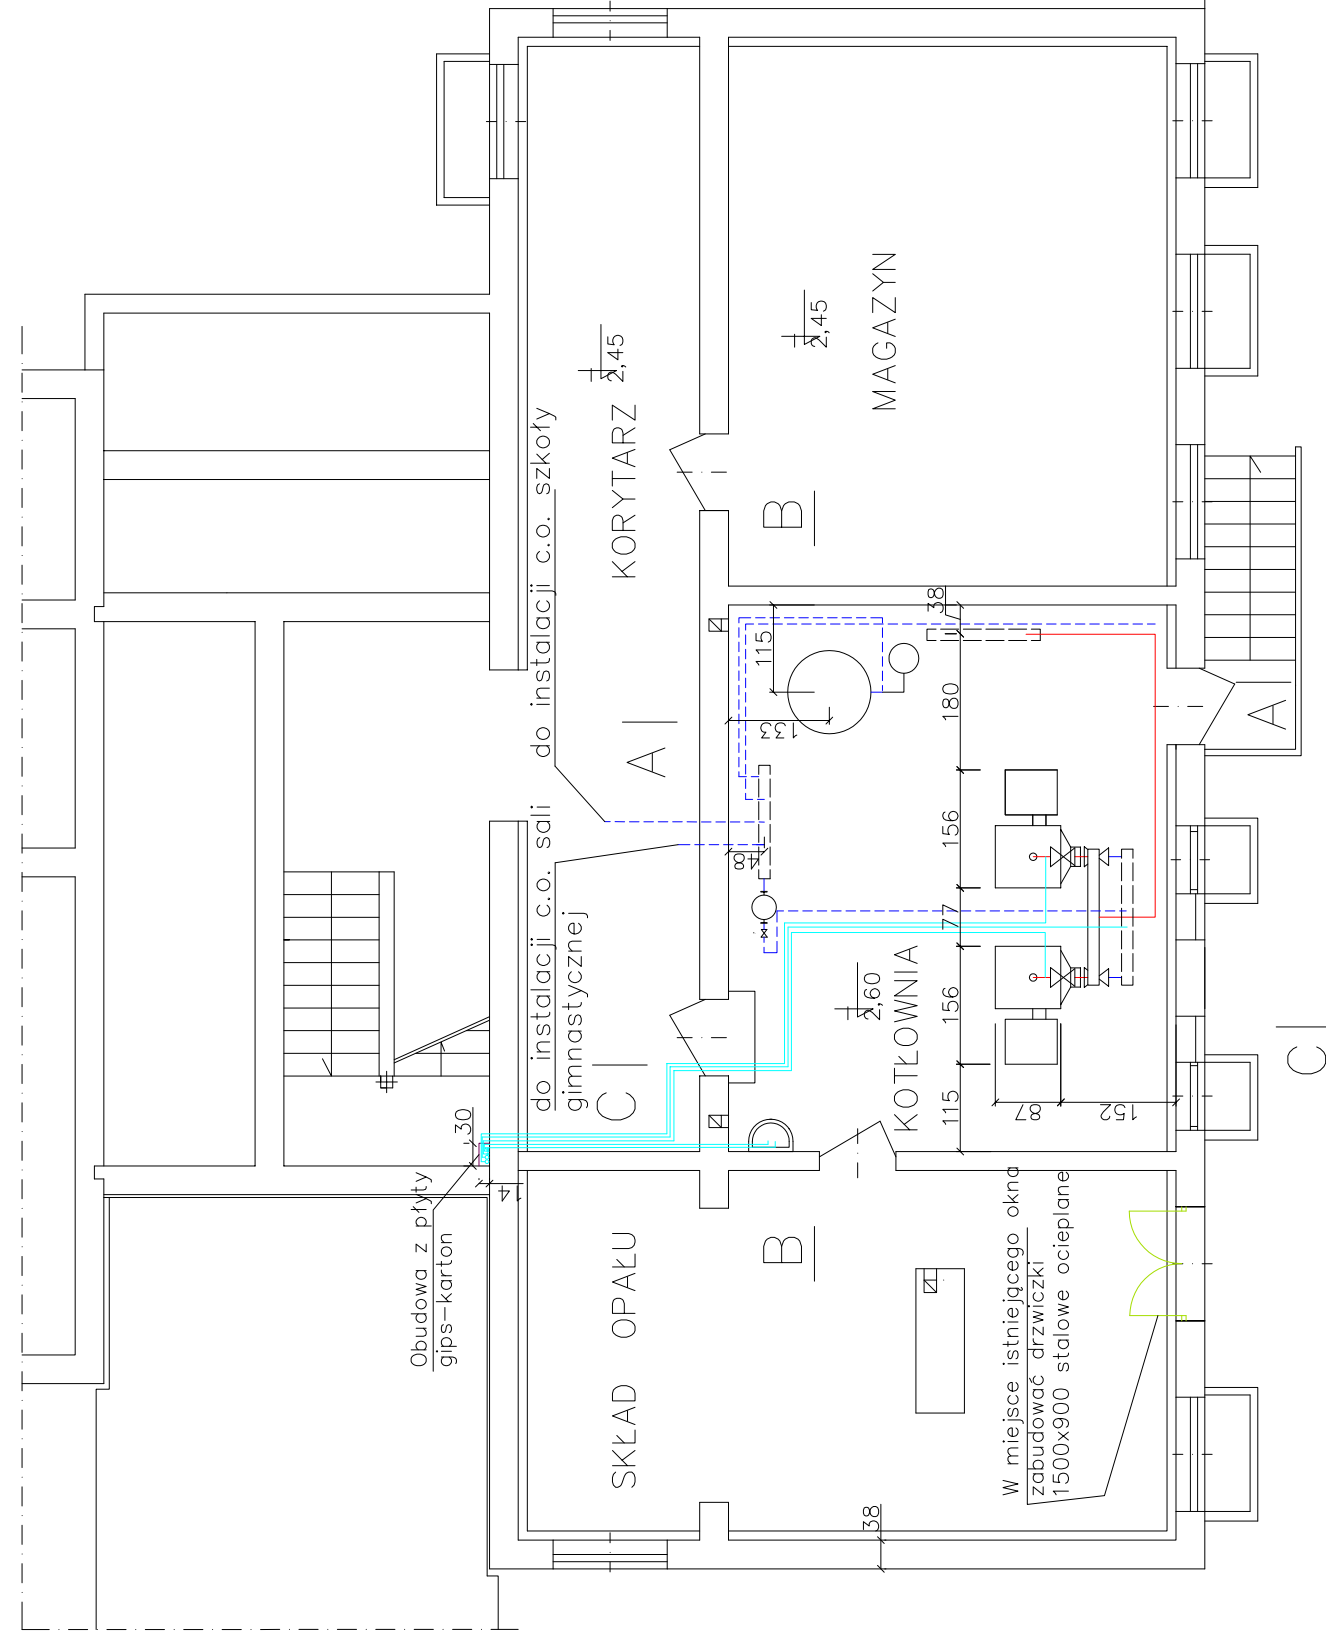 Obudowa z płyty
gips-karton
30
14
do instalacji c.o. sali
gimnastycznej
do instalacji c.o. szkoły
KORYTARZ
2,45
MAGAZYN
2,45
SKŁAD OPAŁU
KOTŁOWNIA
2,60
A
A
B
B
C
C
115
133
48
38
180
156
77
156
115
87
152
38
W miejsce istniejącego okna
zabudować drzwiczki
1500x900 stalowe ocieplane